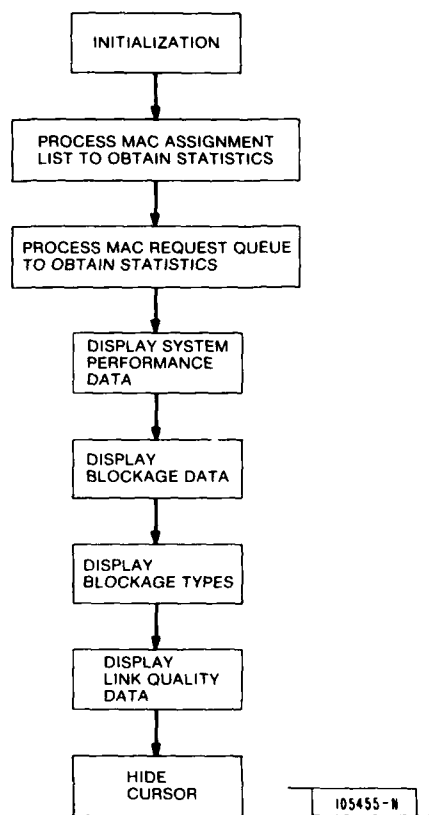 INITIALIZATION
PROCESS MAC ASSIGNMENT
LIST TO OBTAIN STATISTICS
PROCESS MAC REQUEST QUEUE
TO OBTAIN STATISTICS
DISPLAY SYSTEM
PERFORMANCE
DATA
DISPLAY
BLOCKAGE DATA
DISPLAY
BLOCKAGE TYPES
DISPLAY
LINK QUALITY
DATA
HIDE
CURSOR
105455-N